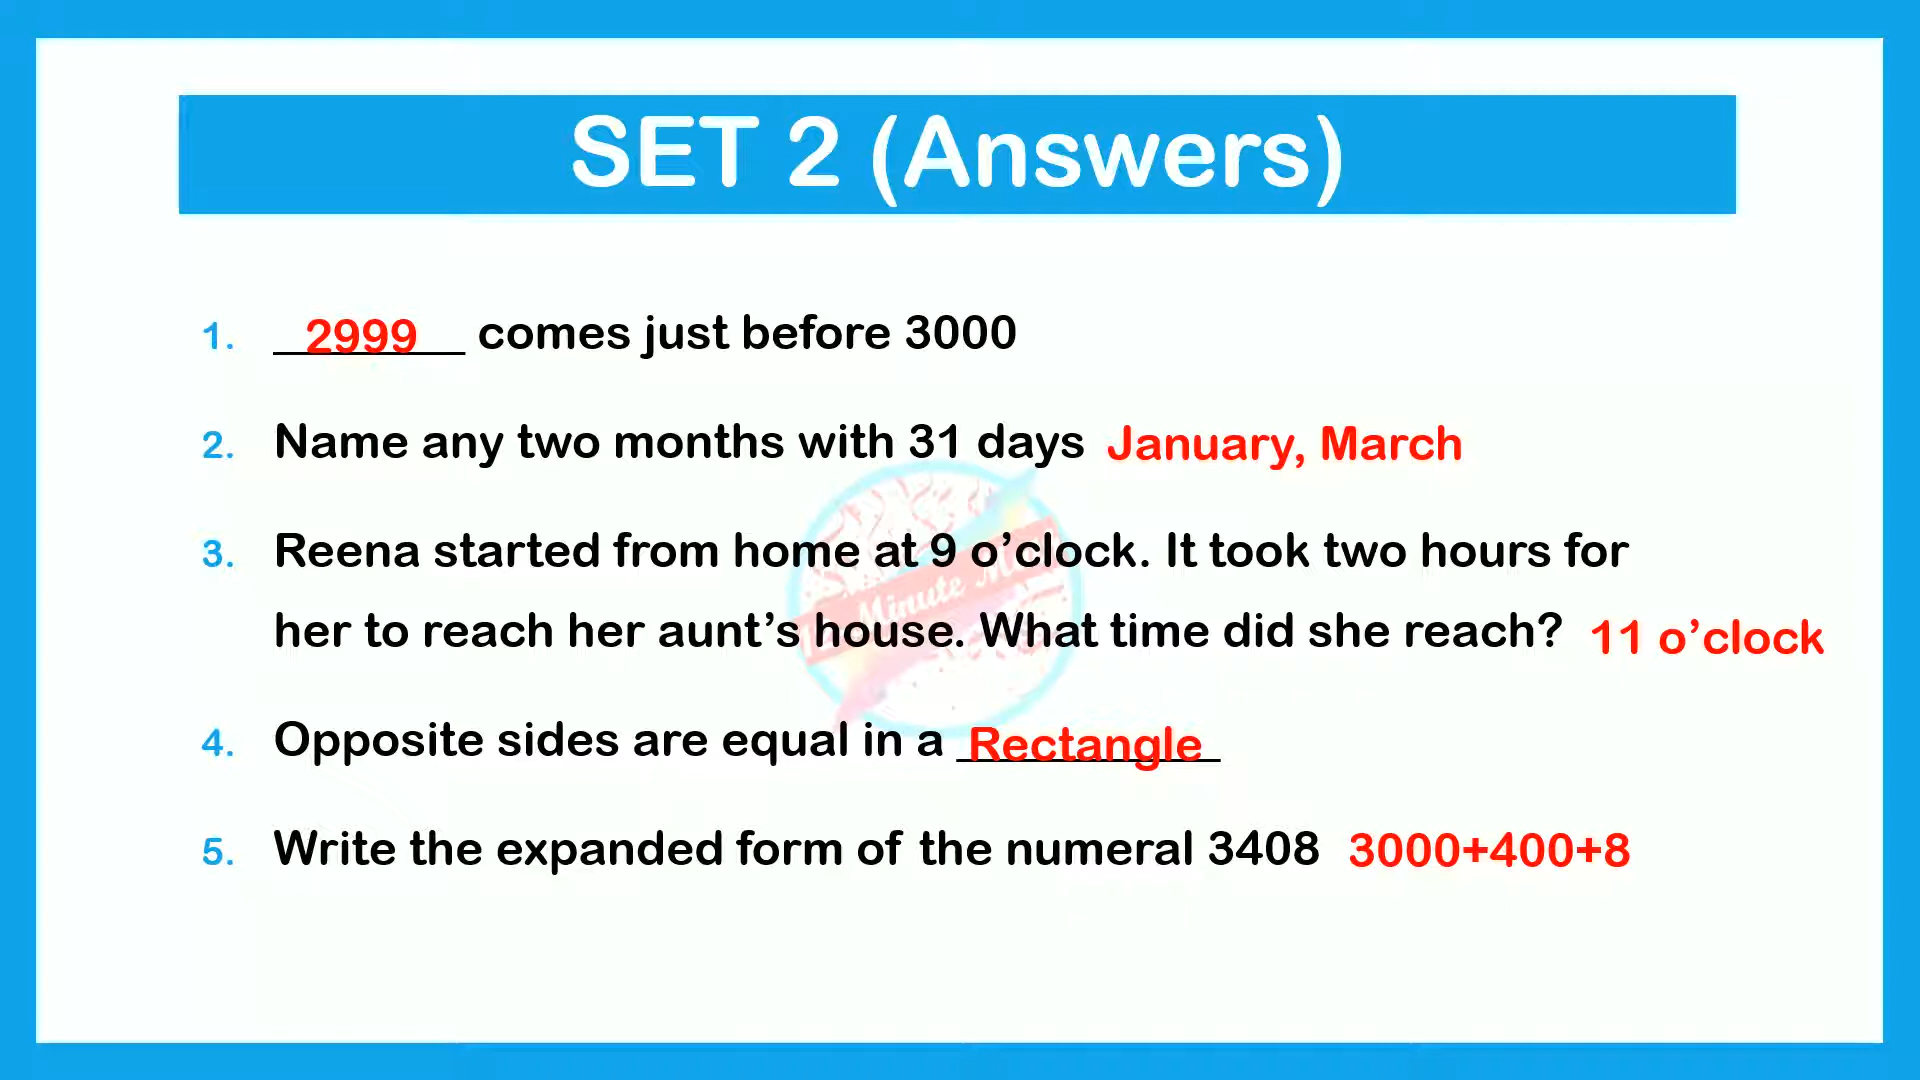 SET 2 (Answers)
1. 2999 comes just before 3000
2. Name any two months with 31 days January, March
3. Reena started from home at 9 o’clock. It took two hours for
her to reach her aunt’s house. What time did she reach? 11 o’clock
4. Opposite sides are equal in a Rectangle
5. Write the expanded form of the numeral 3408 3000+400+8
Minute